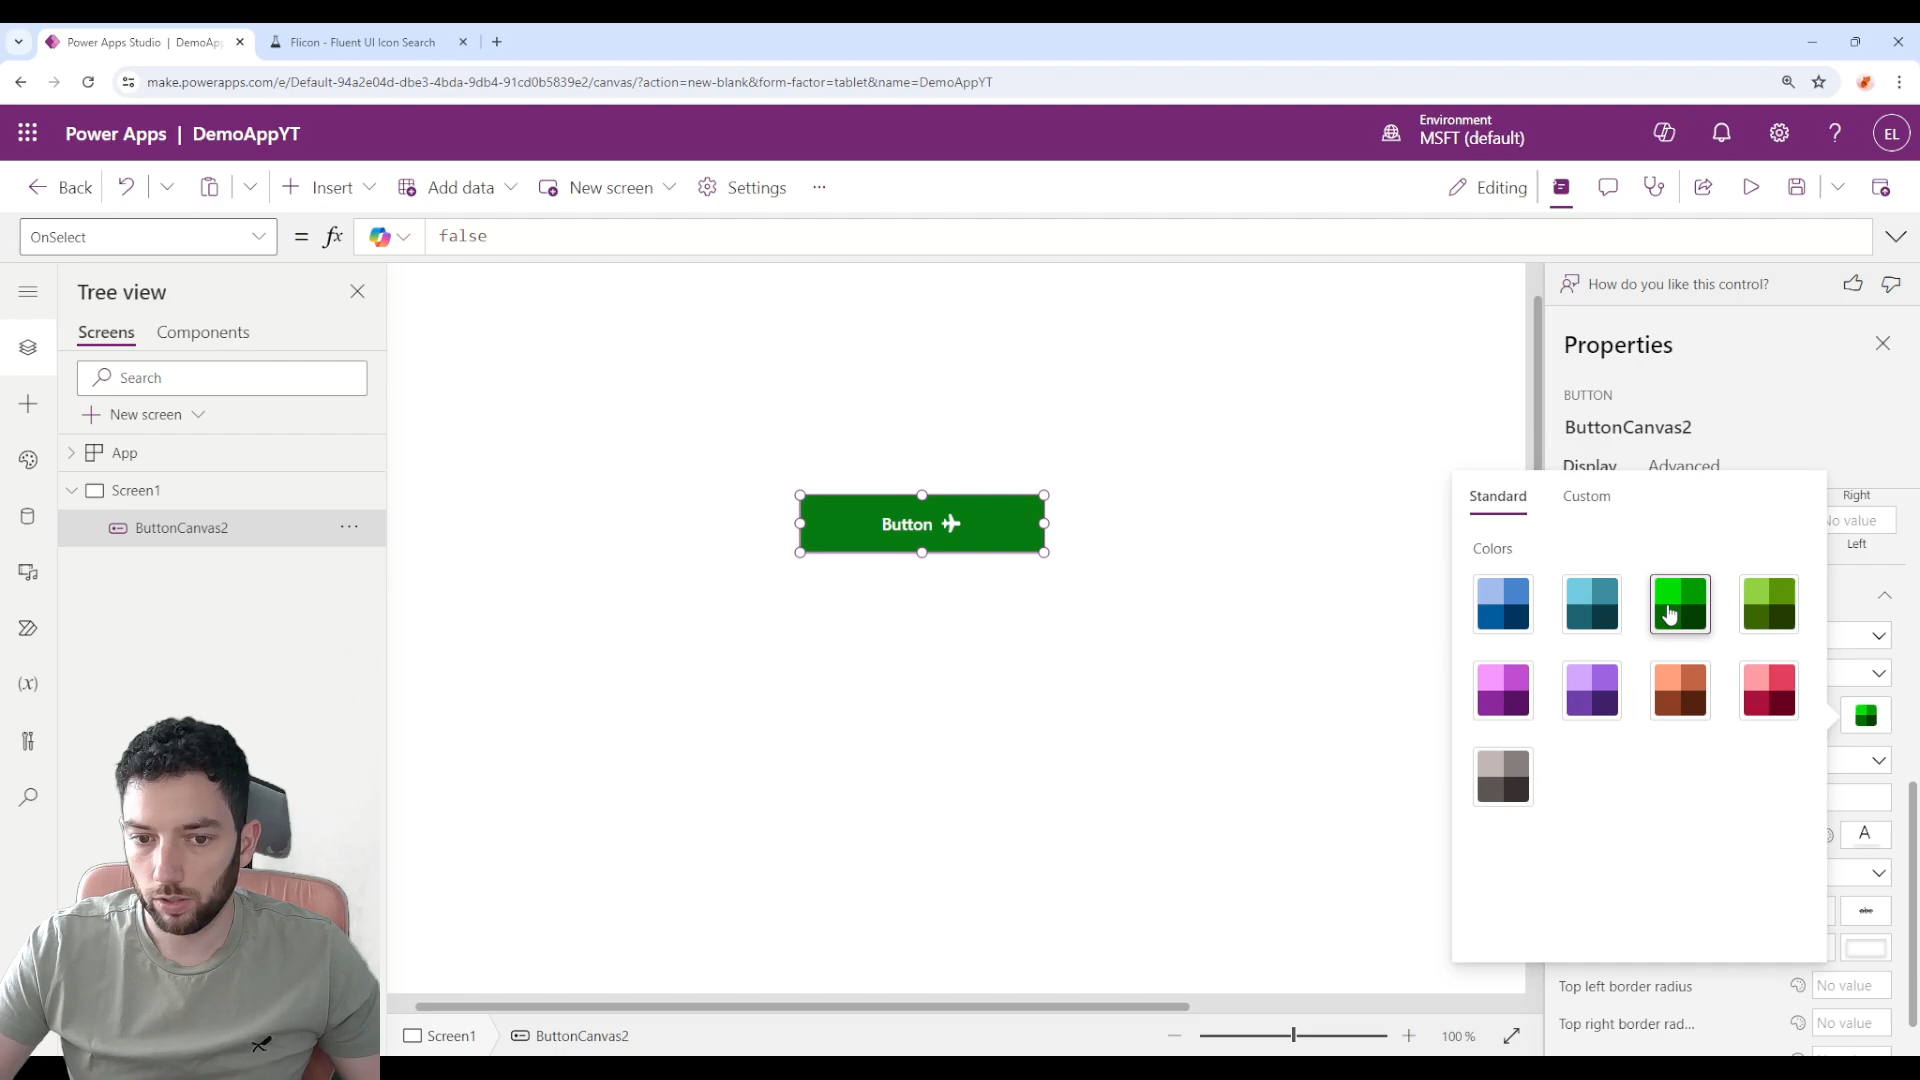 Power Apps Studio | DemoApp
Flicon - Fluent UI Icon Search
make.powerapps.com/e/Default-94a2e04d-dbe3-4bda-9db4-91cd0b5839e2/canvas/?action=new-blank&form-factor=tablet&name=DemoAppYT
Power Apps | DemoAppYT
Environment
MSFT (default)
EL
Back
Insert
Add data
New screen
Settings
Editing
OnSelect
= fx
false
Tree view
Screens
Components
Search
New screen
App
Screen1
ButtonCanvas2
Button
How do you like this control?
Properties
BUTTON
ButtonCanvas2
Display
Advanced
Standard
Custom
Colors
Right
No value
Left
A
abc
Top left border radius
No value
Top right border rad...
No value
Screen1
ButtonCanvas2
100 %